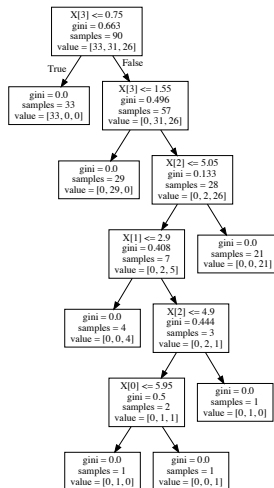 X[3] <= 0.75
gini = 0.663
samples = 90
value = [33, 31, 26]
True
False
gini = 0.0
samples = 33
value = [33, 0, 0]
X[3] <= 1.55
gini = 0.496
samples = 57
value = [0, 31, 26]
gini = 0.0
samples = 29
value = [0, 29, 0]
X[2] <= 5.05
gini = 0.133
samples = 28
value = [0, 2, 26]
X[1] <= 2.9
gini = 0.408
samples = 7
value = [0, 2, 5]
gini = 0.0
samples = 21
value = [0, 0, 21]
gini = 0.0
samples = 4
value = [0, 0, 4]
X[2] <= 4.9
gini = 0.444
samples = 3
value = [0, 2, 1]
X[0] <= 5.95
gini = 0.5
samples = 2
value = [0, 1, 1]
gini = 0.0
samples = 1
value = [0, 1, 0]
gini = 0.0
samples = 1
value = [0, 1, 0]
gini = 0.0
samples = 1
value = [0, 0, 1]